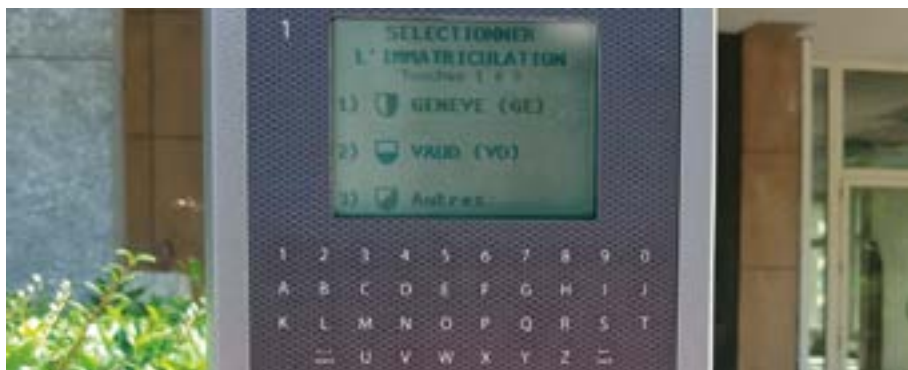 1
SELECTIONNER
L'IMMATRICULATION
Touches 1 à 3
1) GENEVE (GE)
2) VAUD (VD)
3) Autres
1 2 3 4 5 6 7 8 9 0
A B C D E F G H I J
K L M N O P Q R S T
U V W X Y Z